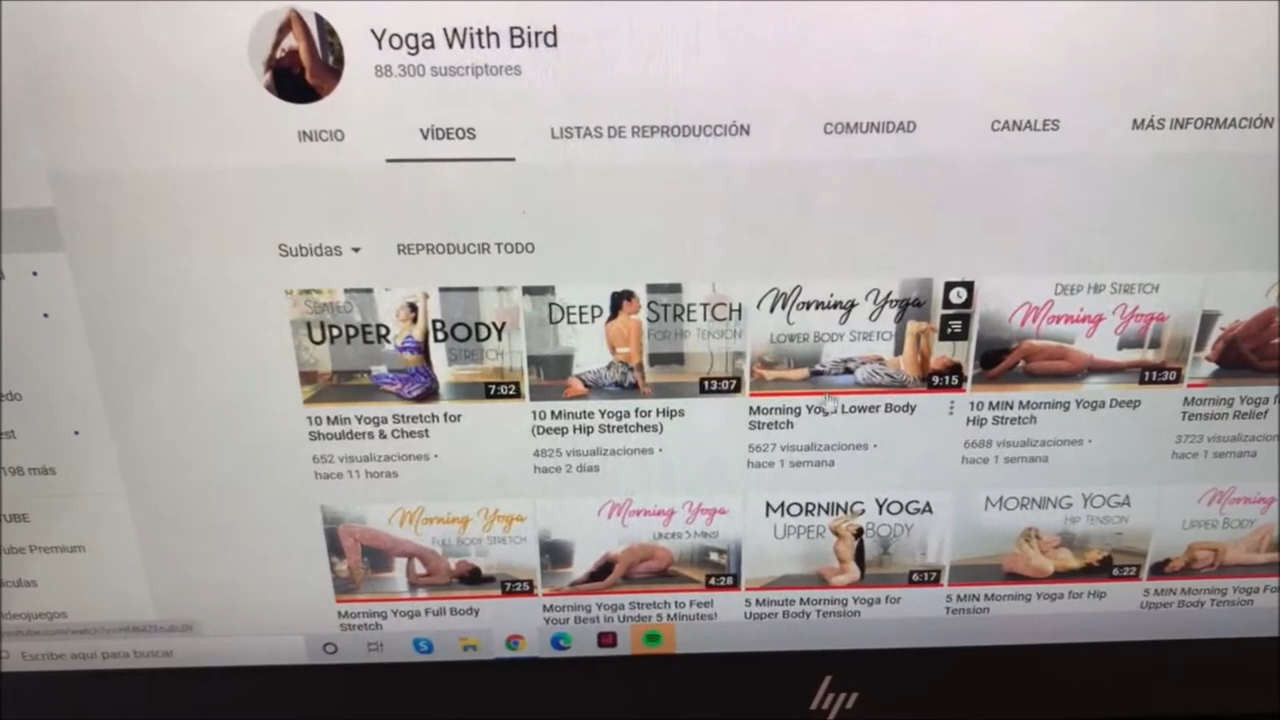 Yoga With Bird
88.300 suscriptores
INICIO
VÍDEOS
LISTAS DE REPRODUCCIÓN
COMUNIDAD
CANALES
MÁS INFORMACIÓN
Subidas
REPRODUCIR TODO
SEATED
UPPER BODY
STRETCH
7:02
DEEP STRETCH
FOR HIP TENSION
13:07
Morning Yoga
LOWER BODY STRETCH
9:15
DEEP HIP STRETCH
Morning Yoga
11:30
10 Min Yoga Stretch for
Shoulders & Chest
652 visualizaciones •
hace 11 horas
10 Minute Yoga for Hips
(Deep Hip Stretches)
4825 visualizaciones •
hace 2 días
Morning Yoga Lower Body
Stretch
5627 visualizaciones •
hace 1 semana
10 MIN Morning Yoga Deep
Hip Stretch
6688 visualizaciones •
hace 1 semana
Morning Yoga f
Tension Relief
3723 visualizacion
hace 1 semana
Morning Yoga
FULL BODY STRETCH
7:25
Morning Yoga
UNDER 5 MINS!
4:28
MORNING YOGA
UPPER BODY
6:17
MORNING YOGA
HIP TENSION
6:22
Morning
UPPER BODY
Morning Yoga Full Body
Stretch
Morning Yoga Stretch to Feel
Your Best in Under 5 Minutes!
5 Minute Morning Yoga for
Upper Body Tension
5 MIN Morning Yoga for Hip
Tension
5 MIN Morning Yoga Fo
Upper Body Tension
edo
est
198 más
TUBE
Tube Premium
ículas
ideojuegos
Escribe aquí para buscar
hp